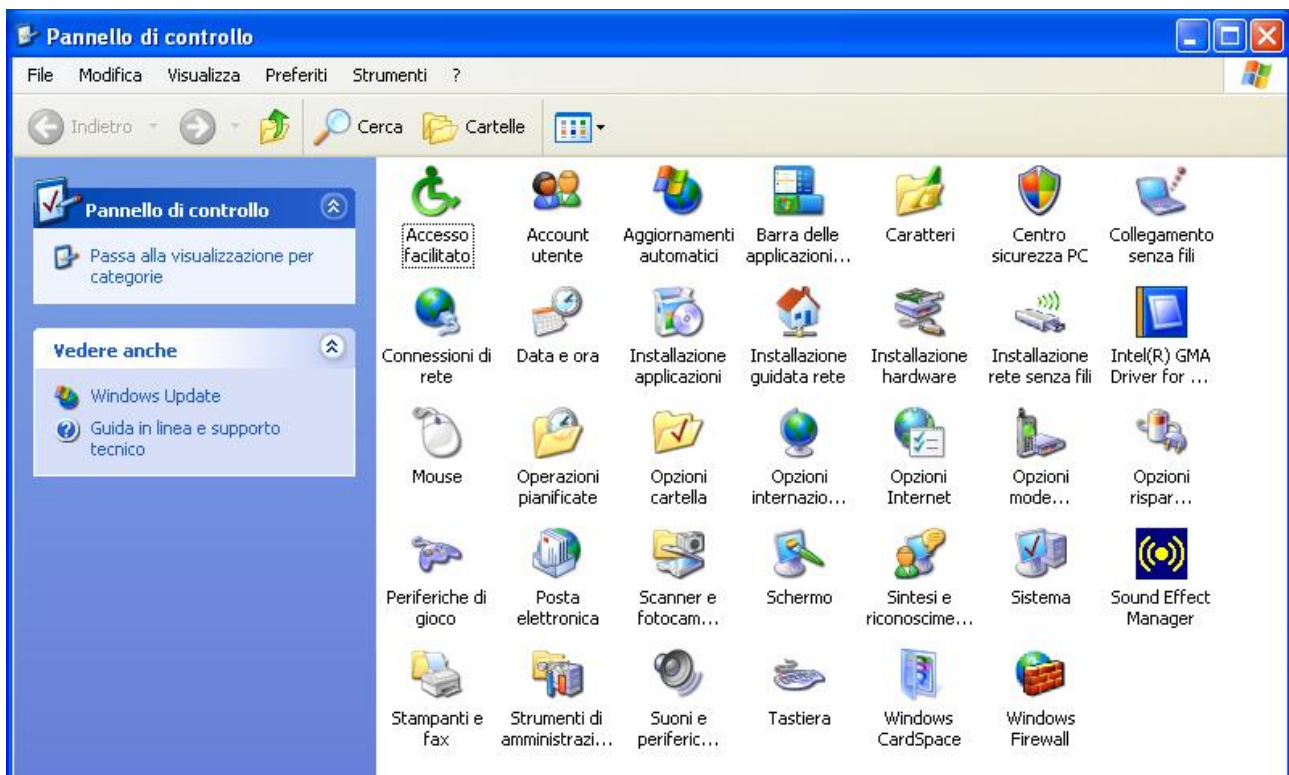 Pannello di controllo
File Modifica Visualizza Preferiti Strumenti ?
Indietro Cerca Cartelle
Pannello di controllo
Passa alla visualizzazione per
categorie
Vedere anche
Windows Update
Guida in linea e supporto
tecnico
Accesso
facilitato
Account
utente
Aggiornamenti
automatici
Barra delle
applicazioni...
Caratteri
Centro
sicurezza PC
Collegamento
senza fili
Connessioni di
rete
Data e ora
Installazione
applicazioni
Installazione
guidata rete
Installazione
hardware
Installazione
rete senza fili
Intel(R) GMA
Driver for ...
Mouse
Operazioni
pianificate
Opzioni
cartella
Opzioni
internazio...
Opzioni
Internet
Opzioni
mode...
Opzioni
rispar...
Periferiche di
gioco
Posta
elettronica
Scanner e
fotocam...
Schermo
Sintesi e
riconoscime...
Sistema
Sound Effect
Manager
Stampanti e
fax
Strumenti di
amministrazi...
Suoni e
periferic...
Tastiera
Windows
CardSpace
Windows
Firewall